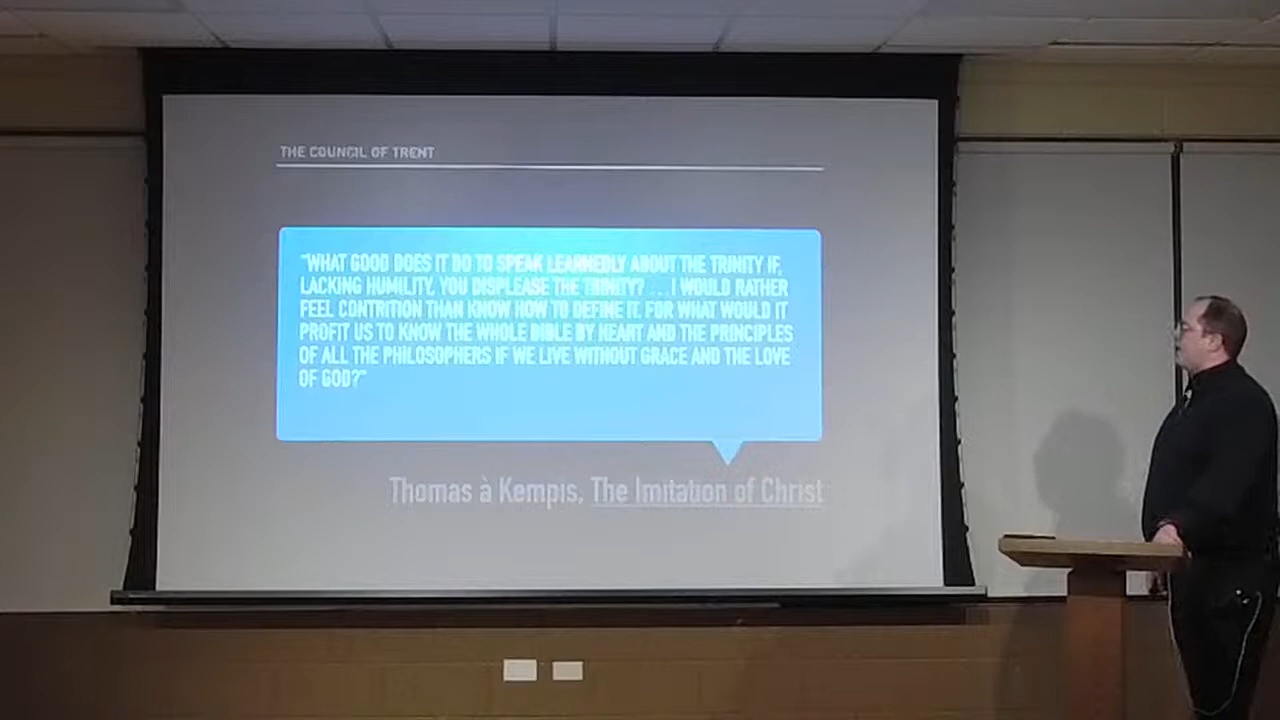 THE COUNCIL OF TRENT
"WHAT GOOD DOES IT DO TO SPEAK LEARNEDLY ABOUT THE TRINITY IF,
LACKING HUMILITY, YOU DISPLEASE THE TRINITY? . . . I WOULD RATHER
FEEL CONTRITION THAN KNOW HOW TO DEFINE IT. FOR WHAT WOULD IT
PROFIT US TO KNOW THE WHOLE BIBLE BY HEART AND THE PRINCIPLES
OF ALL THE PHILOSOPHERS IF WE LIVE WITHOUT GRACE AND THE LOVE
OF GOD?"
Thomas à Kempis, The Imitation of Christ